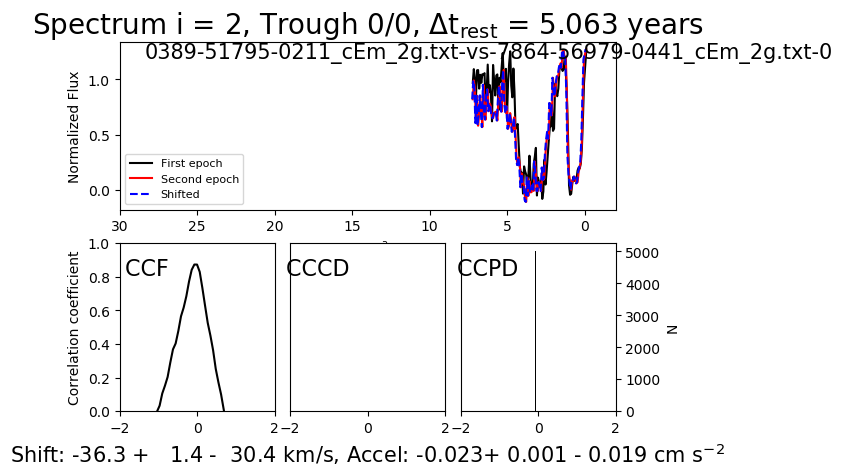 Spectrum i = 2, Trough 0/0, Δt_rest = 5.063 years
0389-51795-0211_cEm_2g.txt-vs-7864-56979-0441_cEm_2g.txt-0
Normalized Flux
1.0
0.5
0.0
First epoch
Second epoch
Shifted
30 25 20 15 10 5 0
Correlation coefficient
1.0
0.8
0.6
0.4
0.2
0.0
CCF
CCCD
CCPD
5000
4000
3000
2000
1000
0
N
−2 0 2
−2 0
−2 0 2
Shift: -36.3 + 1.4 - 30.4 km/s, Accel: -0.023+ 0.001 - 0.019 cm s⁻²